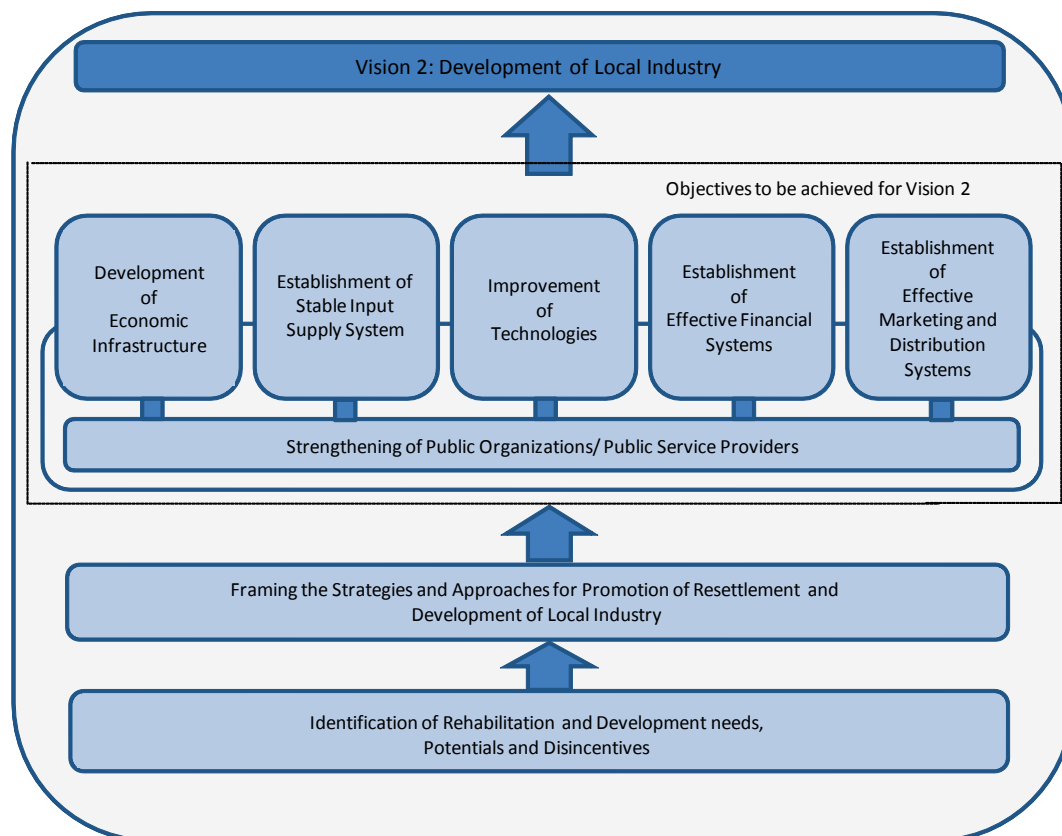 Vision 2: Development of Local Industry
Objectives to be achieved for Vision 2
Development
of
Economic
Infrastructure
Establishment of
Stable Input
Supply System
Improvement
of
Technologies
Establishment
of
Effective Financial
Systems
Establishment
of
Effective
Marketing and
Distribution
Systems
Strengthening of Public Organizations/ Public Service Providers
Framing the Strategies and Approaches for Promotion of Resettlement and
Development of Local Industry
Identification of Rehabilitation and Development needs,
Potentials and Disincentives